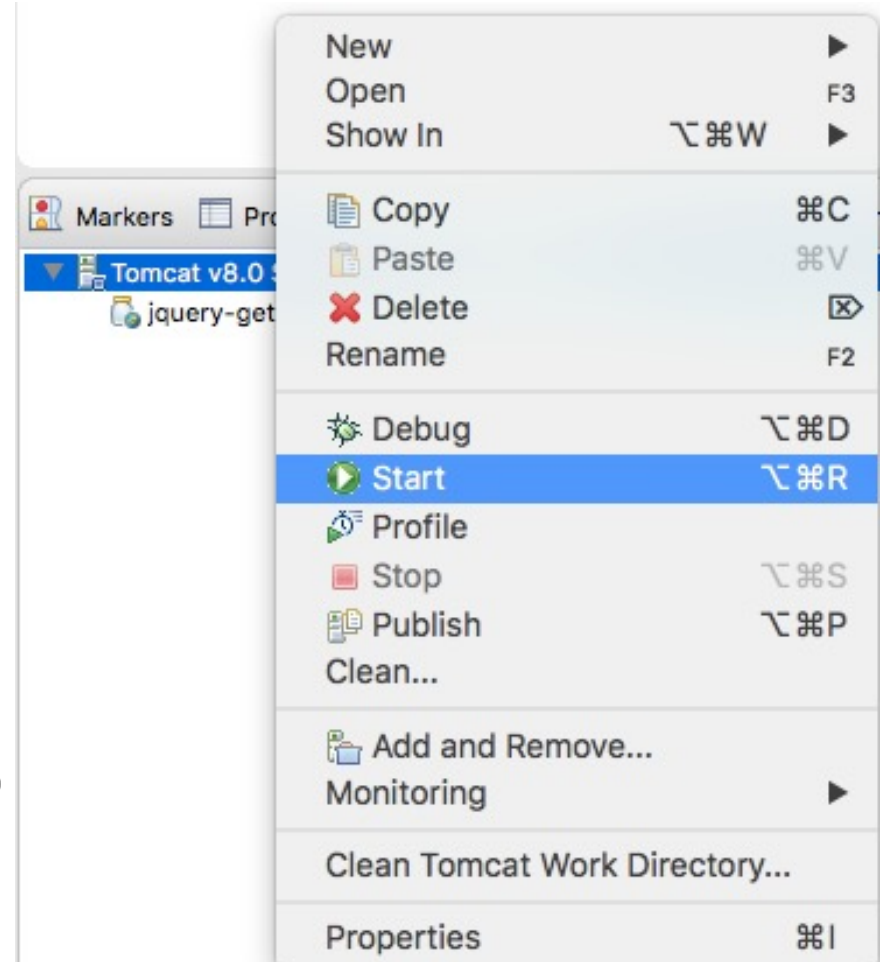 New
Open F3
Show In ⌥⌘W
Markers
Copy ⌘C
Paste ⌘V
Tomcat v8.0
Delete ⌦
jquery-get
Rename F2
Debug ⌥⌘D
Start ⌥⌘R
Profile
Stop ⌥⌘S
Publish ⌥⌘P
Clean...
Add and Remove...
Monitoring
Clean Tomcat Work Directory...
Properties ⌘I